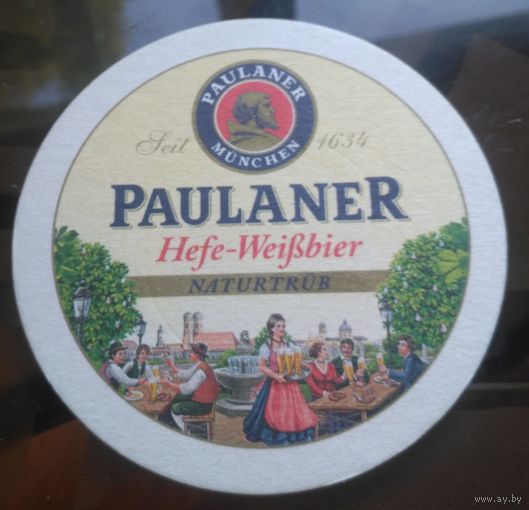 PAULANER
MÜNCHEN
Seit 1634
PAULANER
Hefe-Weißbier
NATURTRÜB
www.ay.by